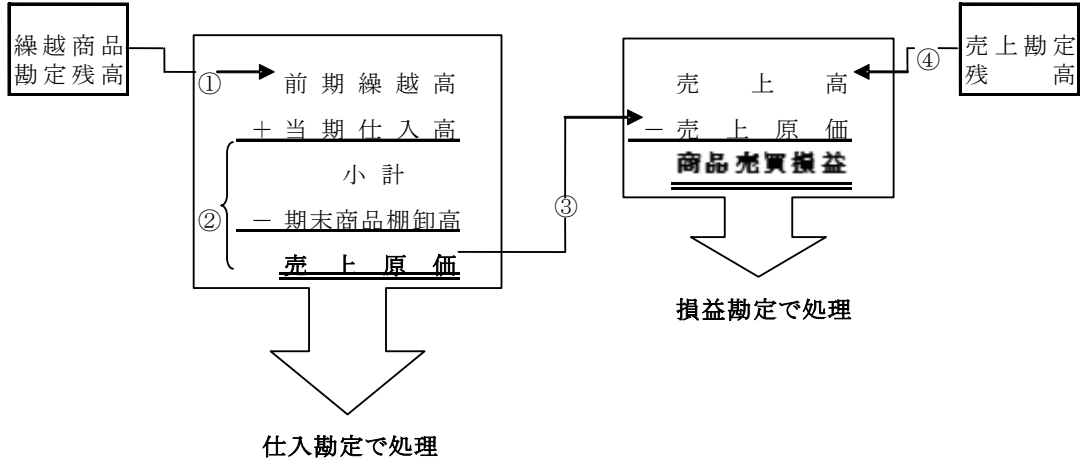 繰越商品
勘定残高
①
前期繰越高
＋当期仕入高
小計
②
－期末商品棚卸高
売上原価
仕入勘定で処理
③
売上高
－売上原価
商品売買損益
損益勘定で処理
④
売上勘定
残高